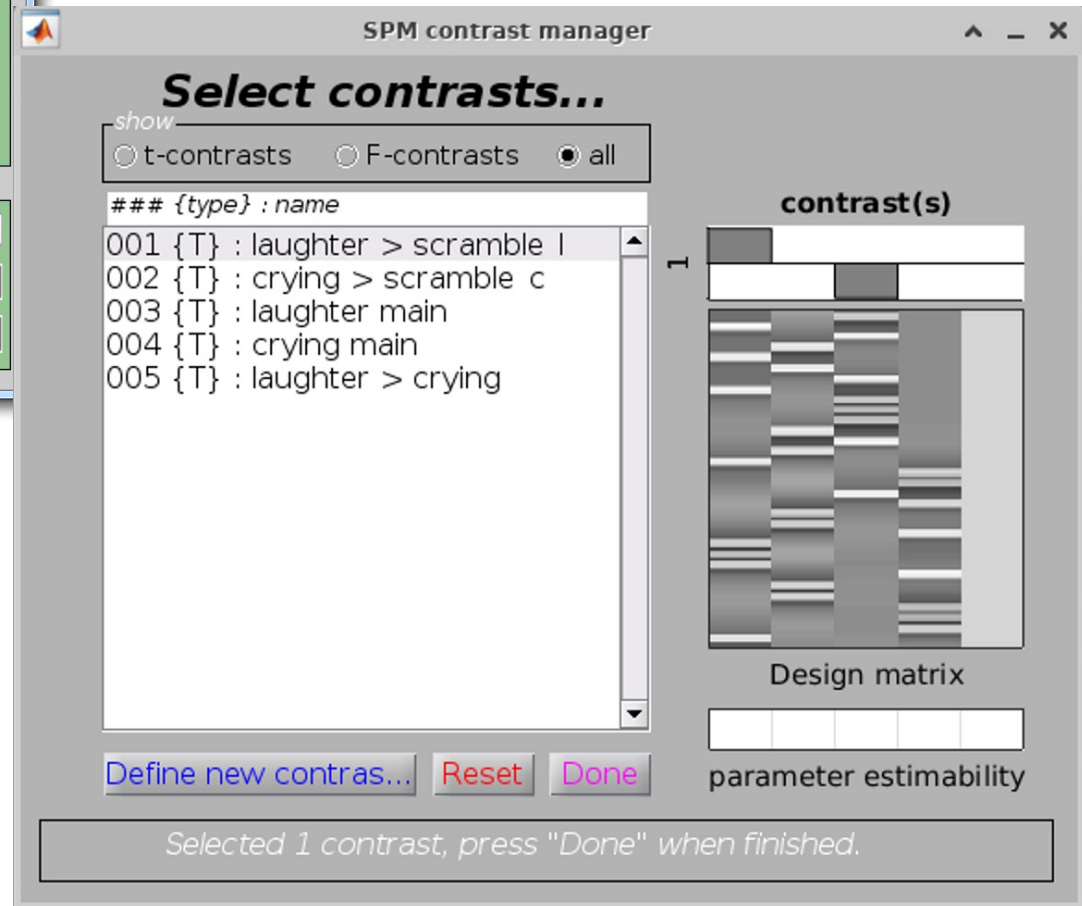 SPM contrast manager
Select contrasts...
show
t-contrasts F-contrasts all
### {type} : name
001 {T} : laughter > scramble_l
002 {T} : crying > scramble_c
003 {T} : laughter main
004 {T} : crying main
005 {T} : laughter > crying
contrast(s)
1
Design matrix
parameter estimability
Define new contras... Reset Done
Selected 1 contrast, press "Done" when finished.